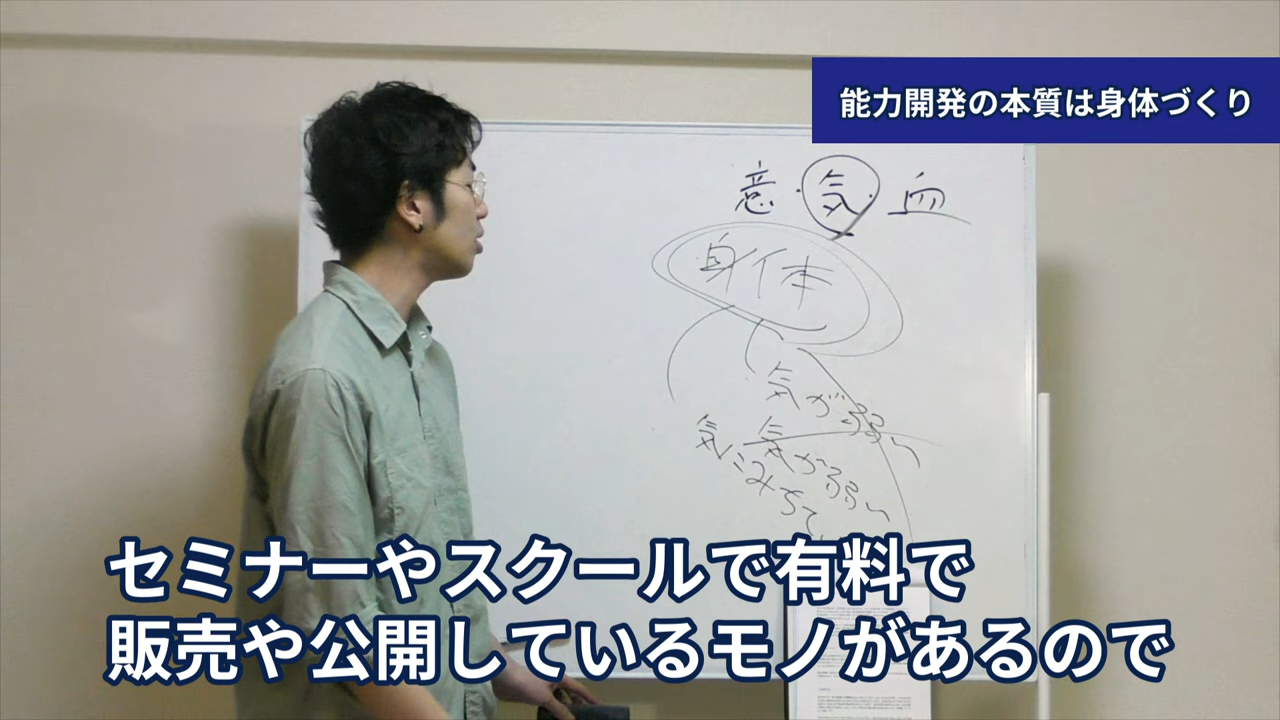 能力開発の本質は身体づくり
意・気・血
身体
気が弱い
気が弱い
気にみちて
セミナーやスクールで有料で
販売や公開しているモノがあるので